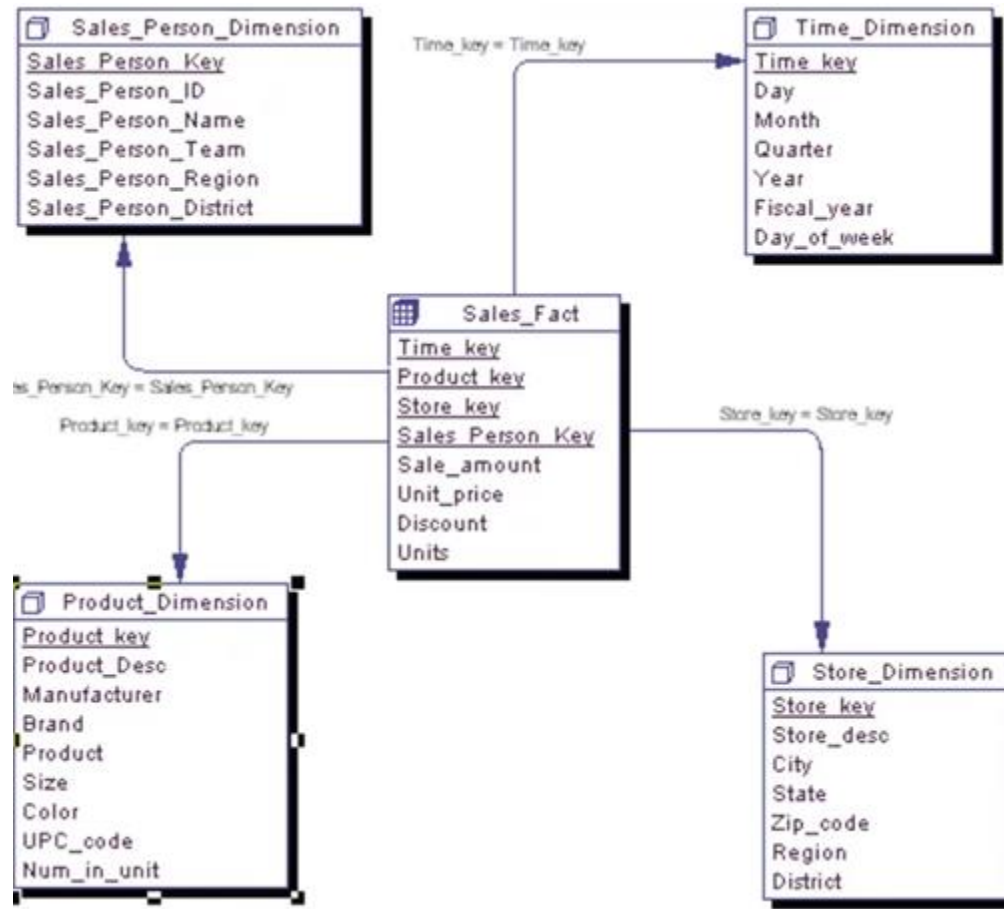 Sales_Person_Dimension
Sales_Person_Key
Sales_Person_ID
Sales_Person_Name
Sales_Person_Team
Sales_Person_Region
Sales_Person_District
Time_key = Time_key
Time_Dimension
Time_key
Day
Month
Quarter
Year
Fiscal_year
Day_of_week
Sales_Fact
Time_key
Product_key
Store_key
Sales_Person_Key
Sale_amount
Unit_price
Discount
Units
es_Person_Key = Sales_Person_Key
Product_key = Product_key
Store_key = Store_key
Product_Dimension
Product_key
Product_Desc
Manufacturer
Brand
Product
Size
Color
UPC_code
Num_in_unit
Store_Dimension
Store_key
Store_desc
City
State
Zip_code
Region
District